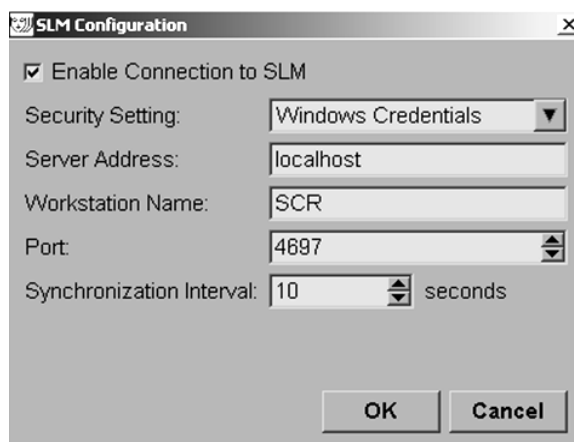 SLM Configuration
Enable Connection to SLM
Security Setting: Windows Credentials
Server Address: localhost
Workstation Name: SCR
Port: 4697
Synchronization Interval: 10 seconds
OK Cancel